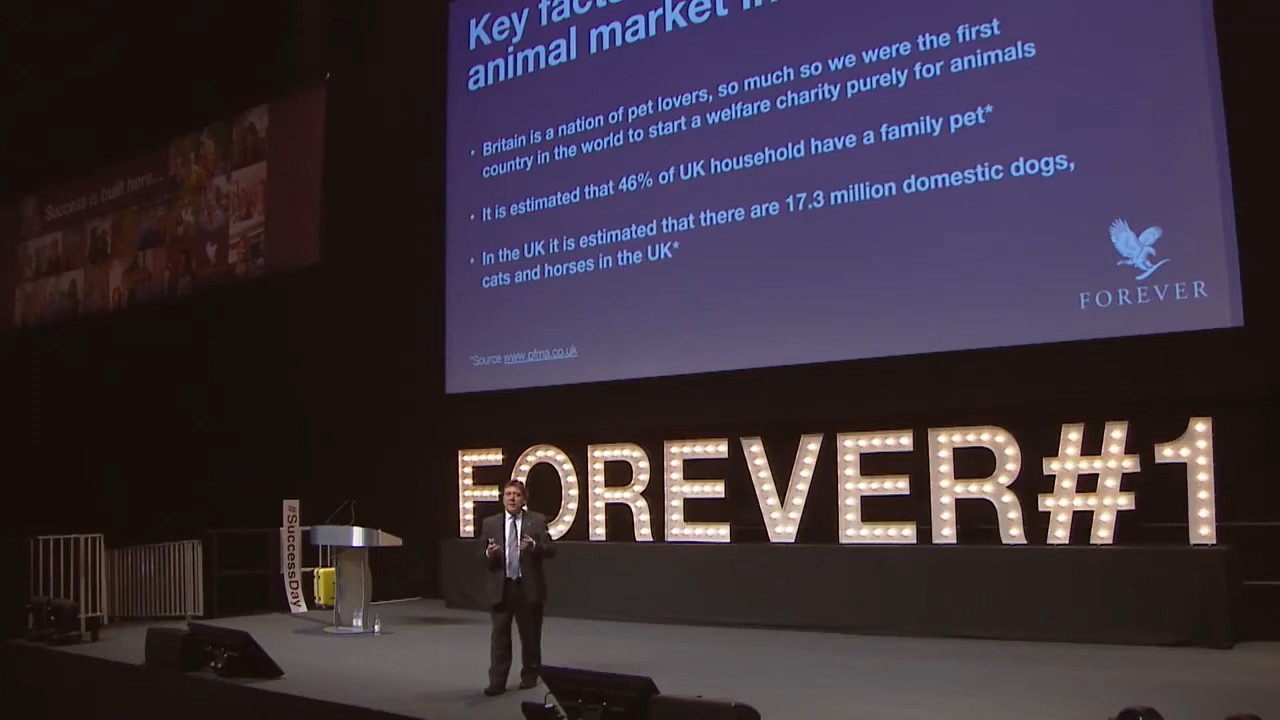 Key facts
animal market in
• Britain is a nation of pet lovers, so much so we were the first
country in the world to start a welfare charity purely for animals
• It is estimated that 46% of UK household have a family pet*
• In the UK it is estimated that there are 17.3 million domestic dogs,
cats and horses in the UK*
*Source www.pfma.co.uk
FOREVER
Success is built here...
FOREVER#1
#SuccessDay